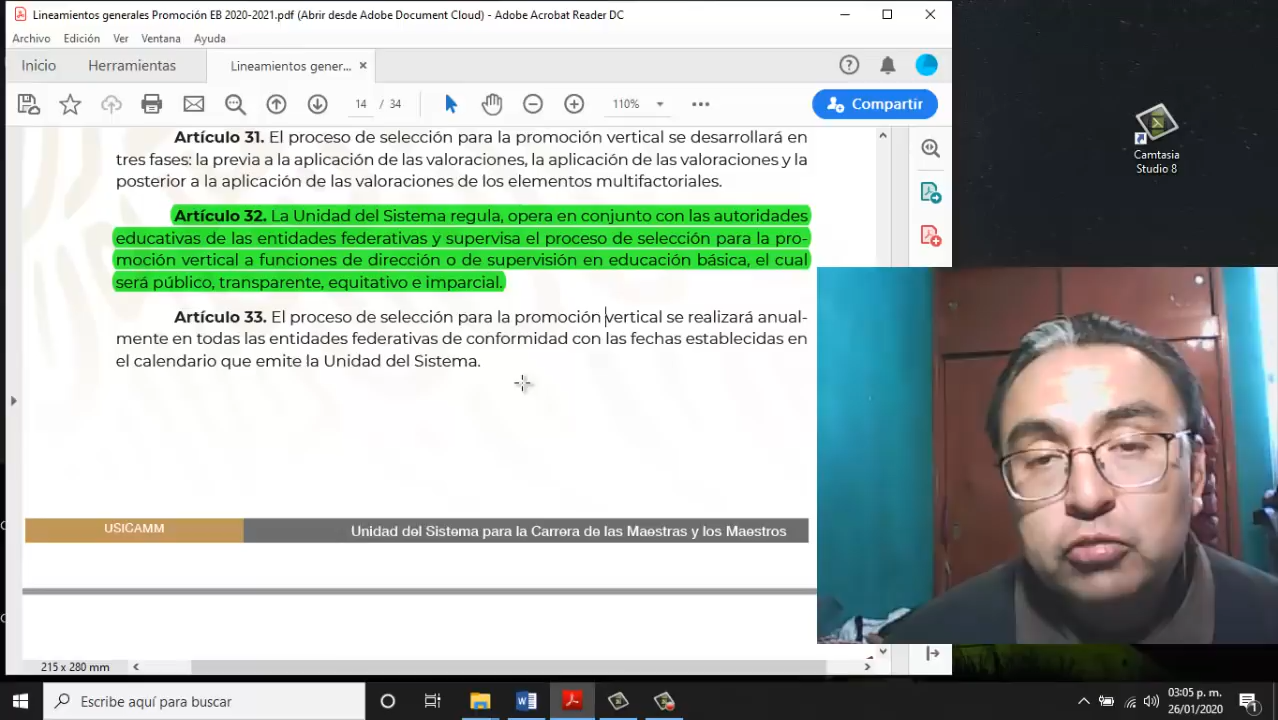 Lineamientos generales Promoción EB 2020-2021.pdf (Abrir desde Adobe Document Cloud) - Adobe Acrobat Reader DC
Archivo Edición Ver Ventana Ayuda
Inicio Herramientas Lineamientos gener... ×
14 / 34 110% Compartir
Artículo 31. El proceso de selección para la promoción vertical se desarrollará en
tres fases: la previa a la aplicación de las valoraciones, la aplicación de las valoraciones y la
posterior a la aplicación de las valoraciones de los elementos multifactoriales.
Artículo 32. La Unidad del Sistema regula, opera en conjunto con las autoridades
educativas de las entidades federativas y supervisa el proceso de selección para la pro-
moción vertical a funciones de dirección o de supervisión en educación básica, el cual
será público, transparente, equitativo e imparcial.
Artículo 33. El proceso de selección para la promoción vertical se realizará anual-
mente en todas las entidades federativas de conformidad con las fechas establecidas en
el calendario que emite la Unidad del Sistema.
USICAMM Unidad del Sistema para la Carrera de las Maestras y los Maestros
215 x 280 mm
Camtasia
Studio 8
Escribe aquí para buscar
03:05 p. m.
26/01/2020
1